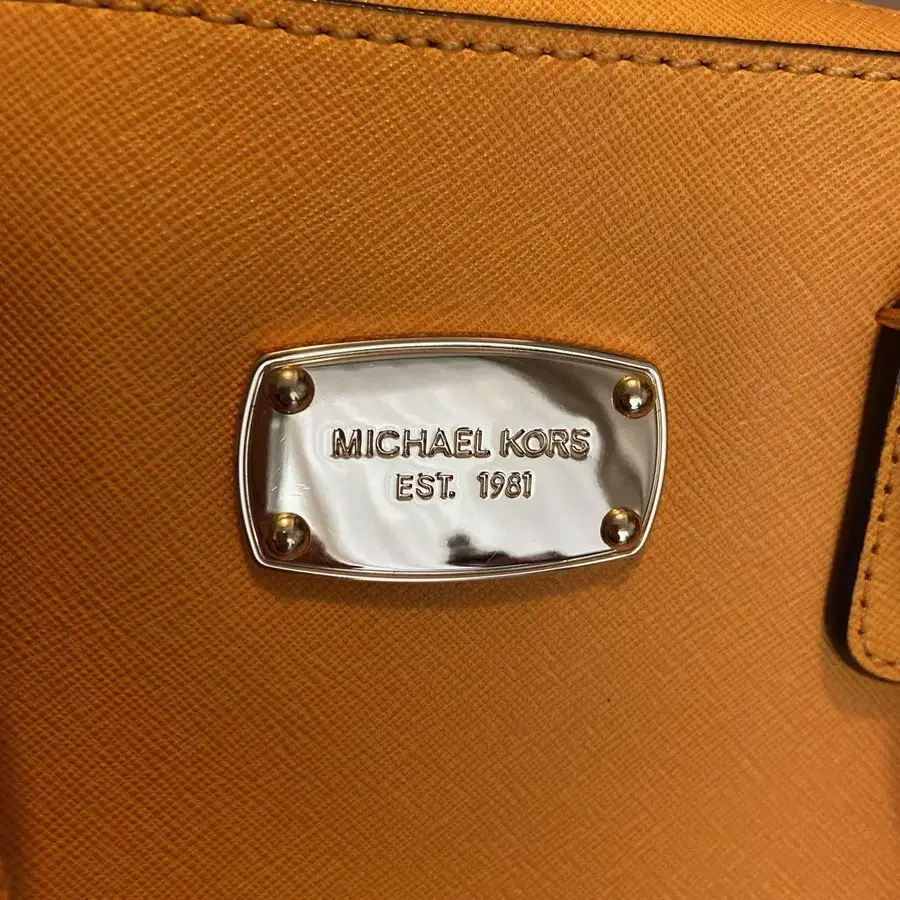 MICHAEL KORS
EST. 1981